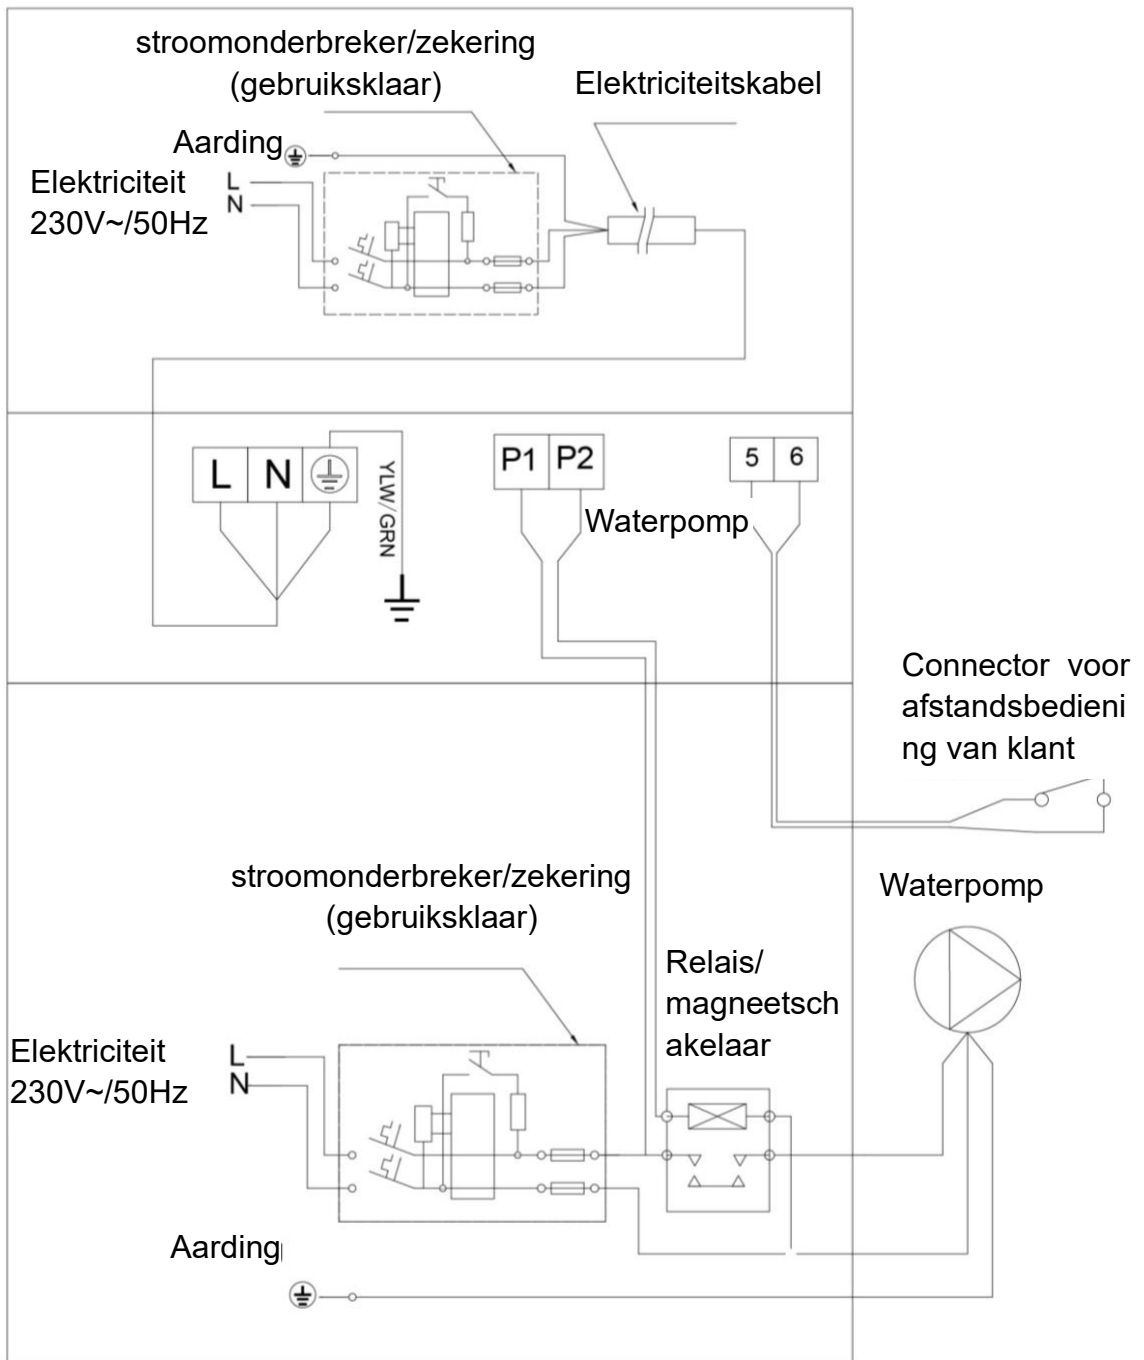 stroomonderbreker/zekering
(gebruiksklaar)
Elektriciteitskabel
Aarding
Elektriciteit
230V~/50Hz
L
N
L N
YLW/GRN
P1 P2
5 6
Waterpomp
Connector voor
afstandsbedieni
ng van klant
stroomonderbreker/zekering
(gebruiksklaar)
Waterpomp
Relais/
magneetsch
akelaar
Elektriciteit
230V~/50Hz
L
N
Aarding